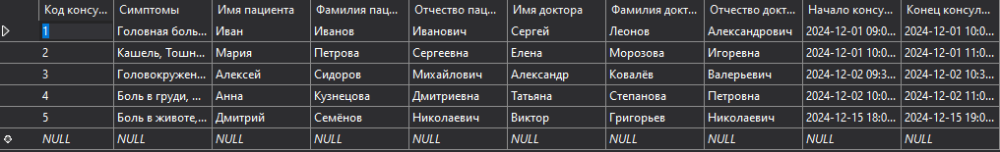 Код консу... Симптомы Имя пациента Фамилия пац... Отчество пац... Имя доктора Фамилия докт... Отчество докт... Начало консу... Конец консул...
1 Головная боль... Иван Иванов Иванович Сергей Леонов Александрович 2024-12-01 09:0... 2024-12-01 10:0...
2 Кашель, Тошн... Мария Петрова Сергеевна Елена Морозова Игоревна 2024-12-01 10:0... 2024-12-01 11:0...
3 Головокружен... Алексей Сидоров Михайлович Александр Ковалёв Валерьевич 2024-12-02 09:3... 2024-12-02 10:3...
4 Боль в груди, ... Анна Кузнецова Дмитриевна Татьяна Степанова Петровна 2024-12-02 10:0... 2024-12-02 11:0...
5 Боль в животе,... Дмитрий Семёнов Николаевич Виктор Григорьев Николаевич 2024-12-15 18:0... 2024-12-15 19:0...
NULL NULL NULL NULL NULL NULL NULL NULL NULL NULL